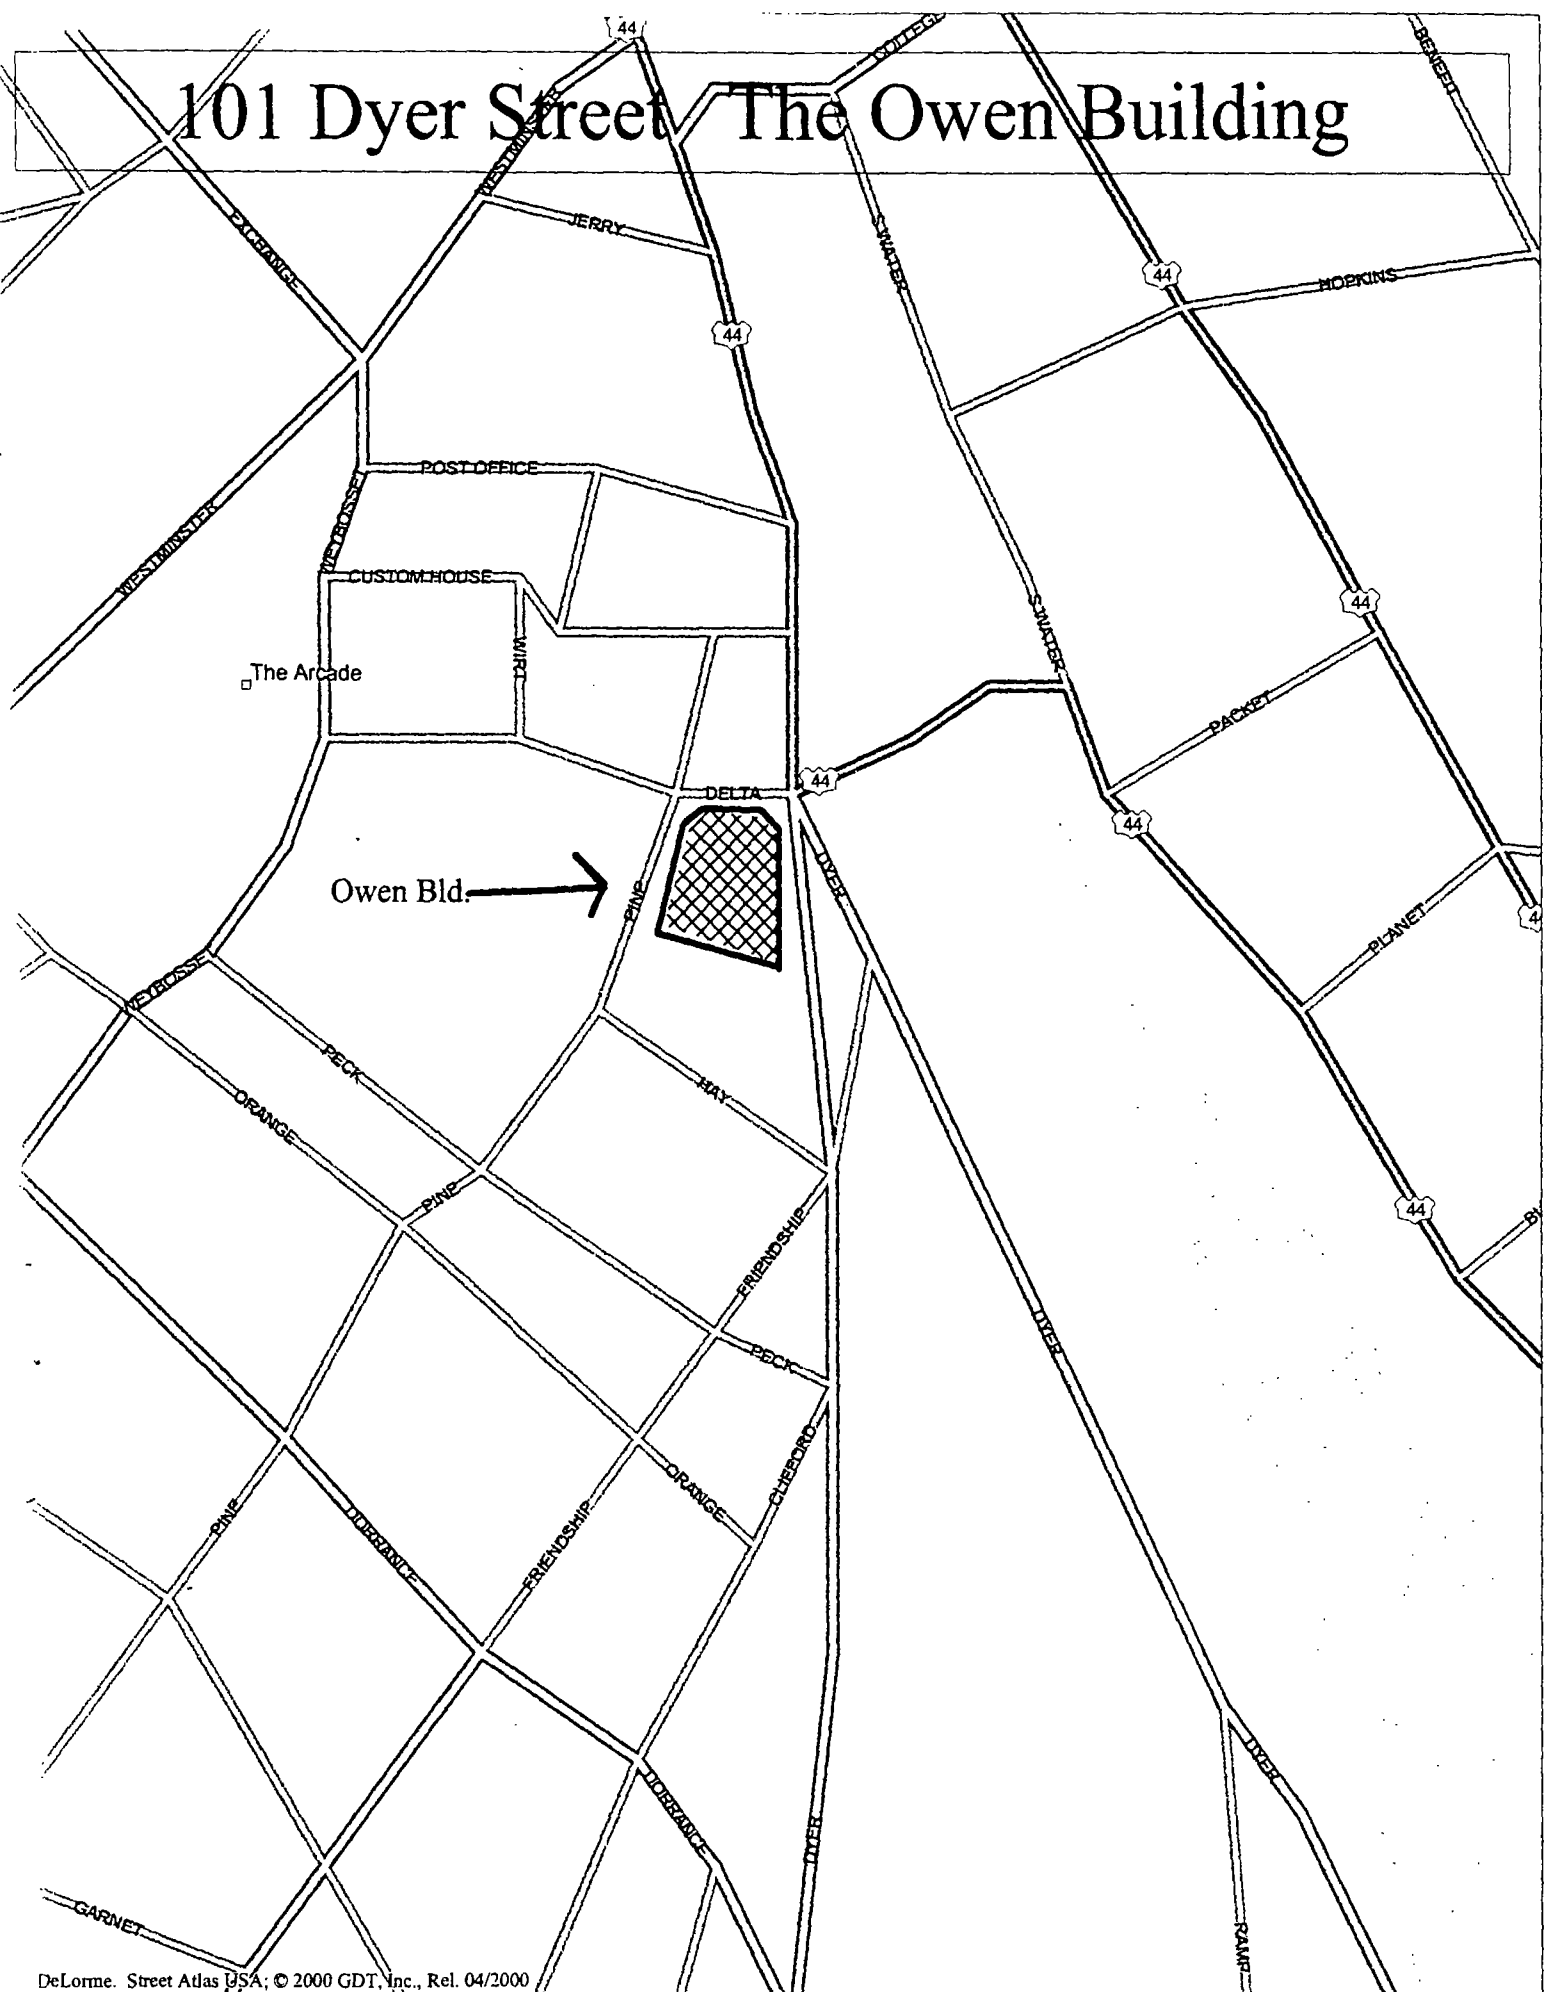 44
COLLEGE
BENEFIT
101 Dyer Street   The Owen Building
WESTMINSTER
EXCHANGE
JERRY
S WATER
44
HOPKINS
44
POST OFFICE
WEYBOSSET
WESTMINSTER
CUSTOM HOUSE
S WATER
44
WIRT
The Arcade
PACKET
44
DELTA
44
DYER
Owen Bld.
PINE
44
PLANET
WEYBOSSET
PECK
HAY
ORANGE
PINE
44
FRIENDSHIP
DYER
PECK
CLIFFORD
ORANGE
PINE
DORRANCE
FRIENDSHIP
DYER
DORRANCE
DYER
GARNET
RAMP
DeLorme. Street Atlas USA; © 2000 GDT, Inc., Rel. 04/2000